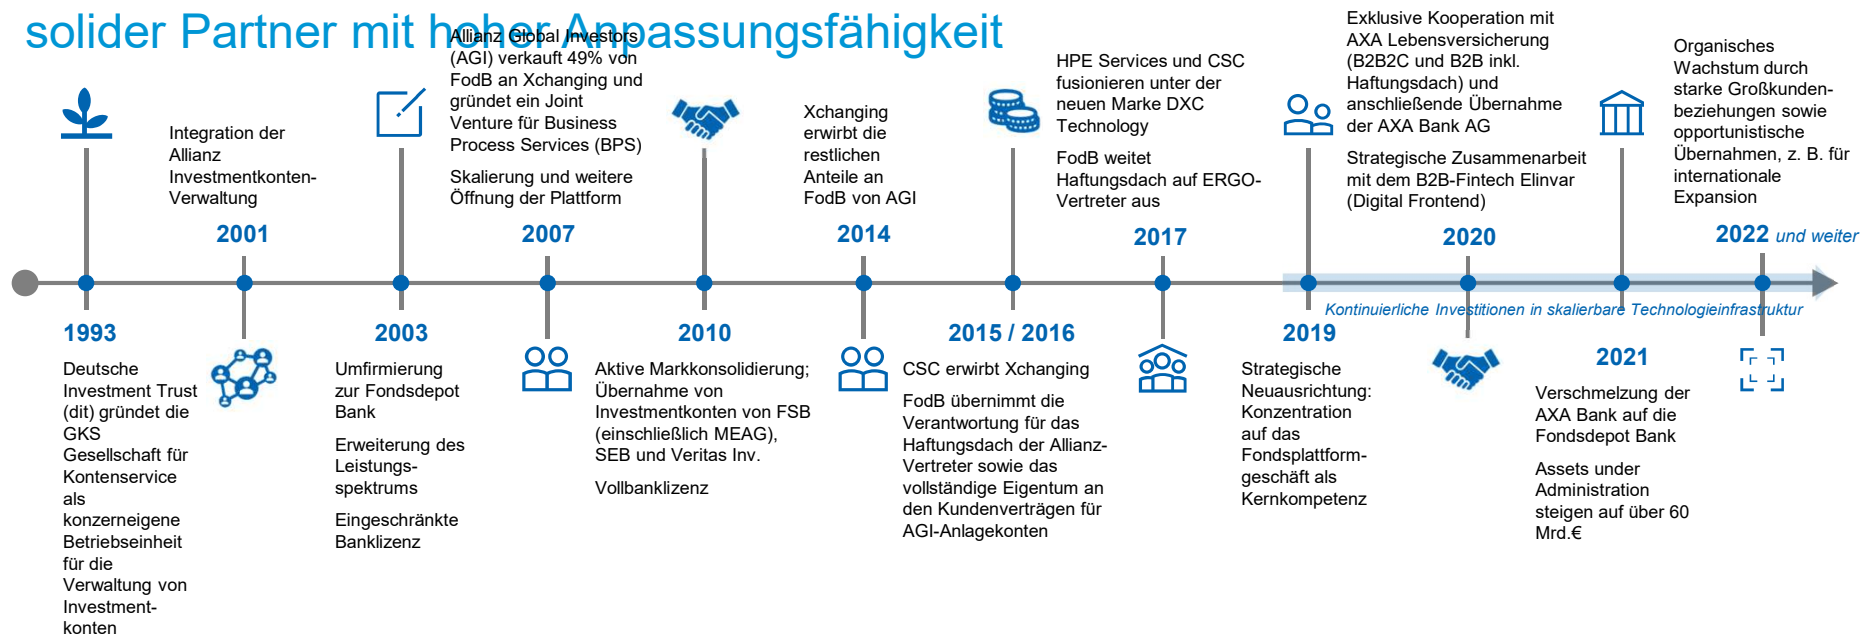 solider Partner mit hoher Anpassungsfähigkeit
1993
Deutsche
Investment Trust
(dit) gründet die
GKS
Gesellschaft für
Kontenservice
als
konzerneigene
Betriebseinheit
für die
Verwaltung von
Investment-
konten
Integration der
Allianz
Investmentkonten-
Verwaltung
2001
2003
Umfirmierung
zur Fondsdepot
Bank
Erweiterung des
Leistungs-
spektrums
Eingeschränkte
Banklizenz
Allianz Global Investors
(AGI) verkauft 49% von
FodB an Xchanging und
gründet ein Joint
Venture für Business
Process Services (BPS)
Skalierung und weitere
Öffnung der Plattform
2007
2010
Aktive Markkonsolidierung;
Übernahme von
Investmentkonten von FSB
(einschließlich MEAG),
SEB und Veritas Inv.
Vollbanklizenz
Xchanging
erwirbt die
restlichen
Anteile an
FodB von AGI
2014
2015 / 2016
CSC erwirbt Xchanging
FodB übernimmt die
Verantwortung für das
Haftungsdach der Allianz-
Vertreter sowie das
vollständige Eigentum an
den Kundenverträgen für
AGI-Anlagekonten
HPE Services und CSC
fusionieren unter der
neuen Marke DXC
Technology
FodB weitet
Haftungsdach auf ERGO-
Vertreter aus
2017
2019
Strategische
Neuausrichtung:
Konzentration
auf das
Fondsplattform-
geschäft als
Kernkompetenz
Exklusive Kooperation mit
AXA Lebensversicherung
(B2B2C und B2B inkl.
Haftungsdach) und
anschließende Übernahme
der AXA Bank AG
Strategische Zusammenarbeit
mit dem B2B-Fintech Elinvar
(Digital Frontend)
2020
Kontinuierliche Investitionen in skalierbare Technologieinfrastruktur
2021
Verschmelzung der
AXA Bank auf die
Fondsdepot Bank
Assets under
Administration
steigen auf über 60
Mrd.€
Organisches
Wachstum durch
starke Großkunden-
beziehungen sowie
opportunistische
Übernahmen, z. B. für
internationale
Expansion
2022 und weiter